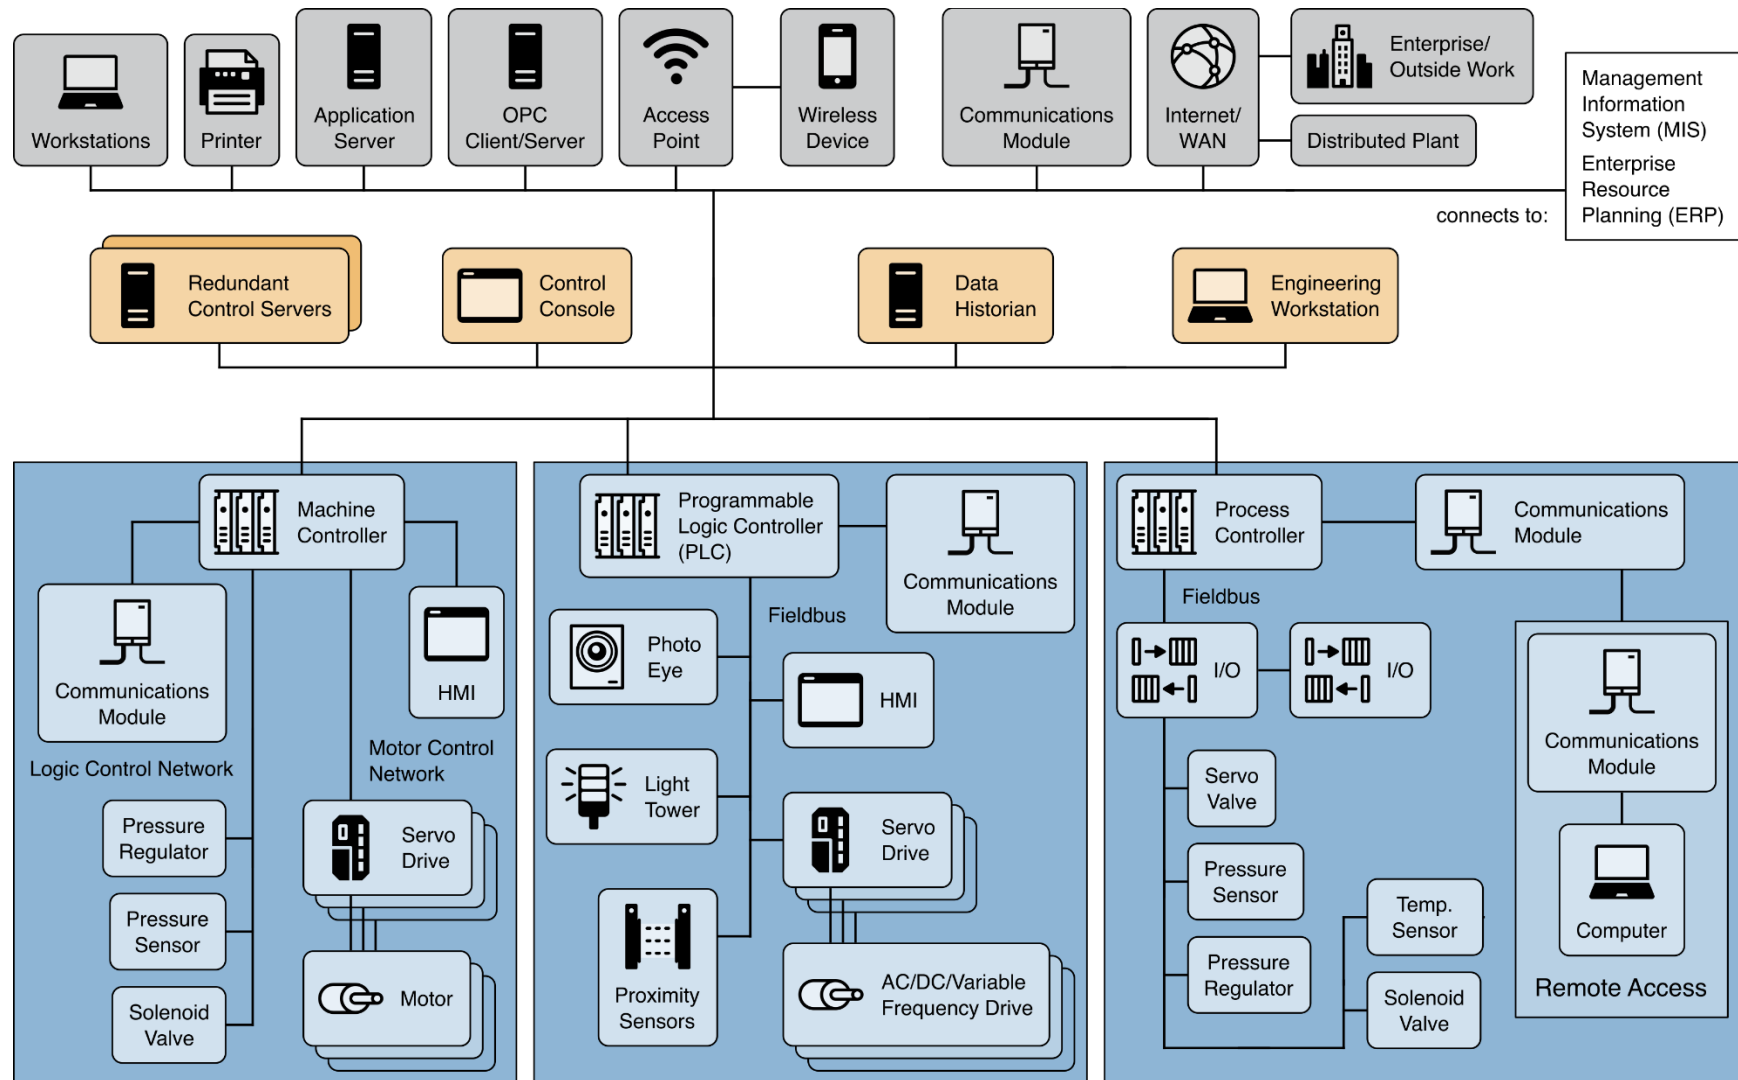 Workstations
Printer
Application
Server
OPC
Client/Server
Access
Point
Wireless
Device
Communications
Module
Internet/
WAN
Enterprise/
Outside Work
Distributed Plant
Management
Information
System (MIS)
Enterprise
Resource
Planning (ERP)
connects to:
Redundant
Control Servers
Control
Console
Data
Historian
Engineering
Workstation
Machine
Controller
Communications
Module
HMI
Logic Control Network
Motor Control
Network
Pressure
Regulator
Pressure
Sensor
Solenoid
Valve
Servo
Drive
Motor
Programmable
Logic Controller
(PLC)
Communications
Module
Fieldbus
Photo
Eye
HMI
Light
Tower
Servo
Drive
Proximity
Sensors
AC/DC/Variable
Frequency Drive
Process
Controller
Communications
Module
Fieldbus
I/O
I/O
Servo
Valve
Pressure
Sensor
Pressure
Regulator
Temp.
Sensor
Solenoid
Valve
Communications
Module
Computer
Remote Access